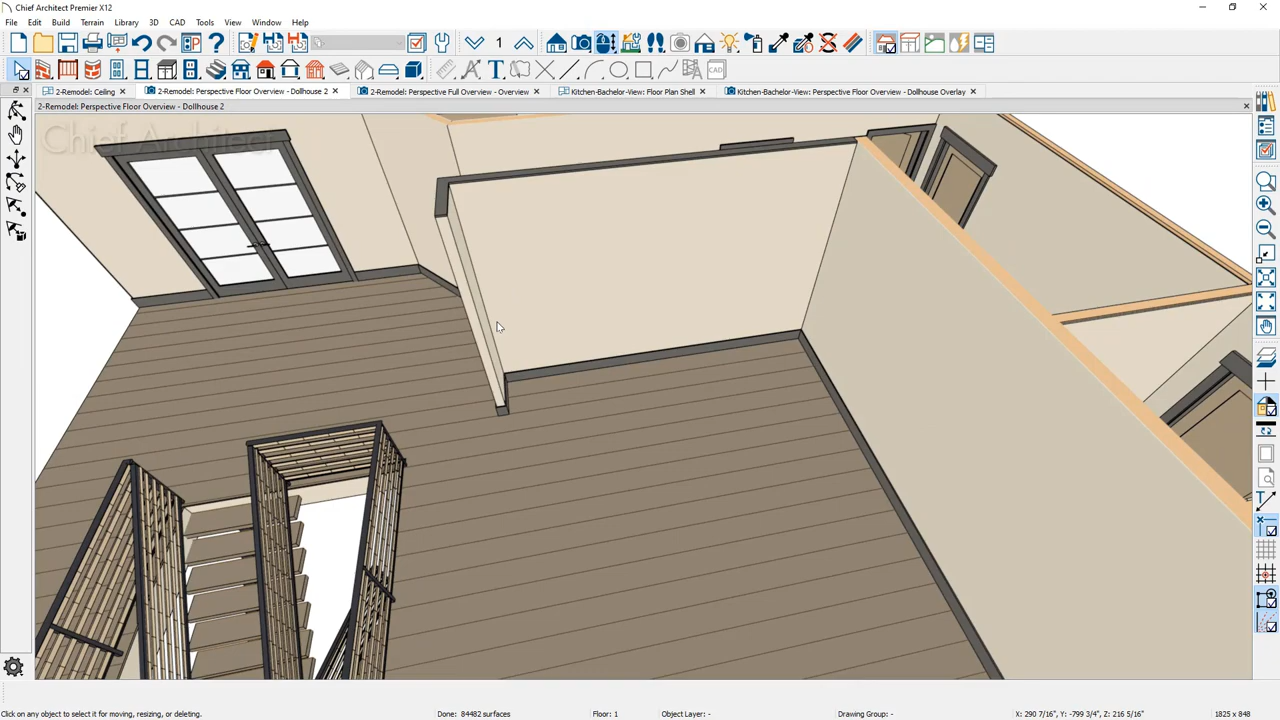 Chief Architect Premier X12
File Edit Build Terrain Library 3D CAD Tools View Window Help
1
CAD
2-Remodel: Ceiling
2-Remodel: Perspective Floor Overview - Dollhouse 2
2-Remodel: Perspective Full Overview - Overview
Kitchen-Bachelor-View: Floor Plan Shell
Kitchen-Bachelor-View: Perspective Floor Overview - Dollhouse Overlay
2-Remodel: Perspective Floor Overview - Dollhouse 2
Chief Architect
Click on any object to select it for moving, resizing, or deleting.
Done: 84482 surfaces
Floor: 1
Object Layer: -
Drawing Group: -
X: 290 7/16", Y: -799 3/4", Z: 216 5/16"
1825 x 848